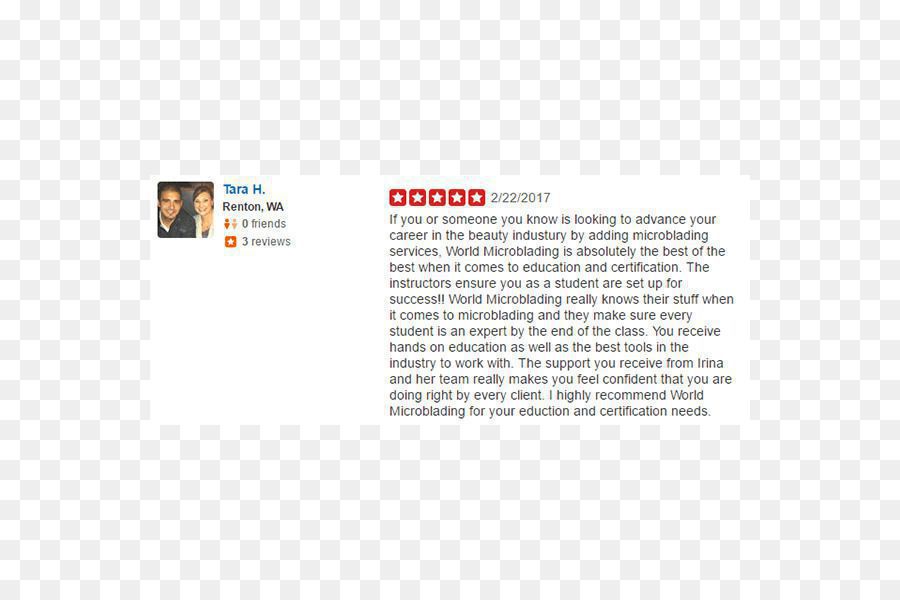 Tara H.
Renton, WA
0 friends
3 reviews
2/22/2017
If you or someone you know is looking to advance your
career in the beauty industury by adding microblading
services, World Microblading is absolutely the best of the
best when it comes to education and certification. The
instructors ensure you as a student are set up for
success!! World Microblading really knows their stuff when
it comes to microblading and they make sure every
student is an expert by the end of the class. You receive
hands on education as well as the best tools in the
industry to work with. The support you receive from Irina
and her team really makes you feel confident that you are
doing right by every client. I highly recommend World
Microblading for your eduction and certification needs.